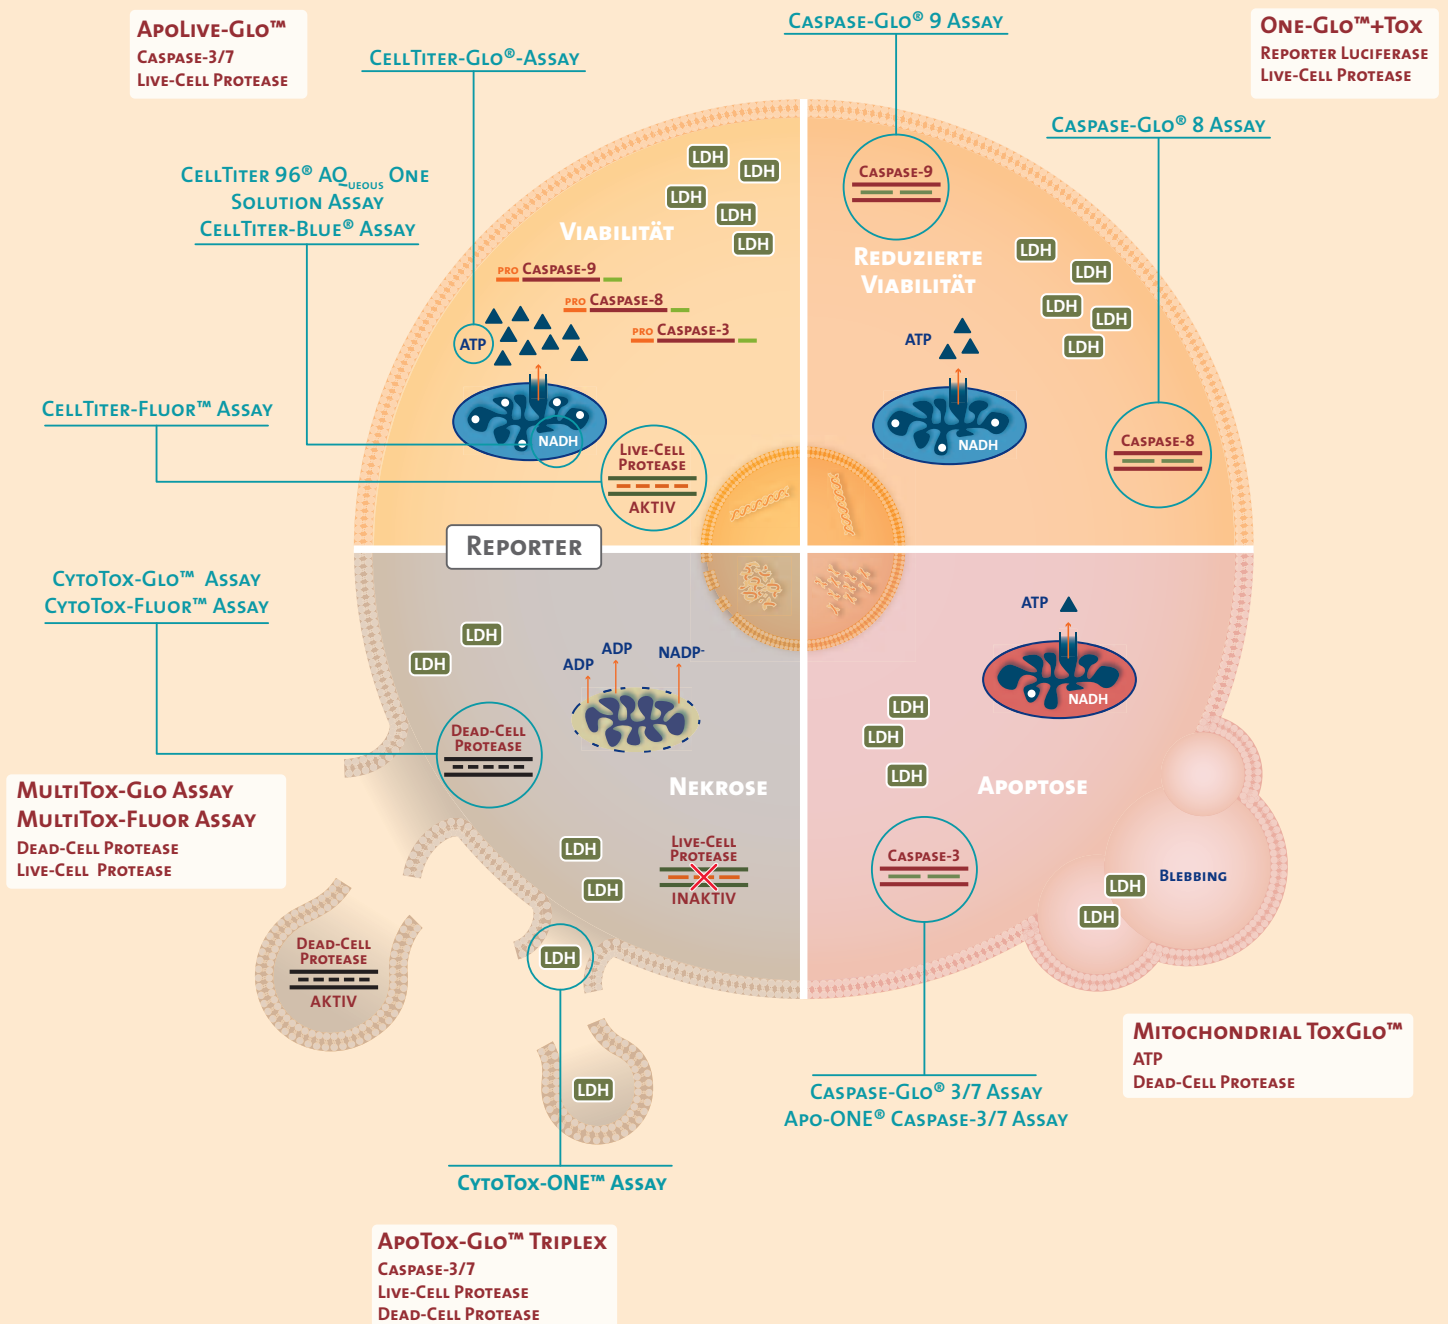 ApoLive-Glo™
Caspase-3/7
Live-Cell Protease
CellTiter-Glo®-Assay
Caspase-Glo® 9 Assay
One-Glo™+Tox
Reporter Luciferase
Live-Cell Protease
Caspase-Glo® 8 Assay
CellTiter 96® AQueous One
Solution Assay
CellTiter-Blue® Assay
CellTiter-Fluor™ Assay
Viabilität
LDH
LDH
LDH
LDH
LDH
pro Caspase-9
pro Caspase-8
pro Caspase-3
ATP
NADH
Live-Cell
Protease
aktiv
Caspase-9
Reduzierte
Viabilität
LDH
LDH
LDH
LDH
LDH
ATP
NADH
Caspase-8
Reporter
CytoTox-Glo™ Assay
CytoTox-Fluor™ Assay
LDH
LDH
ADP
ADP
NADP-
Dead-Cell
Protease
Nekrose
LDH
LDH
Live-Cell
Protease
inaktiv
ATP
NADH
LDH
LDH
LDH
Apoptose
Caspase-3
LDH
LDH
Blebbing
MultiTox-Glo Assay
MultiTox-Fluor Assay
Dead-Cell Protease
Live-Cell Protease
Dead-Cell
Protease
aktiv
LDH
LDH
CytoTox-ONE™ Assay
Caspase-Glo® 3/7 Assay
Apo-ONE® Caspase-3/7 Assay
Mitochondrial ToxGlo™
ATP
Dead-Cell Protease
ApoTox-Glo™ Triplex
Caspase-3/7
Live-Cell Protease
Dead-Cell Protease